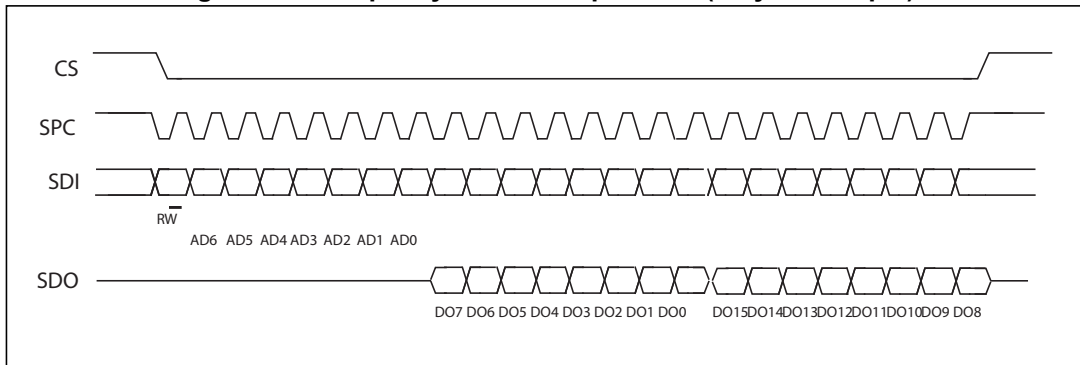 CS
SPC
SDI
RW
AD6 AD5 AD4 AD3 AD2 AD1 AD0
SDO
DO7 DO6 DO5 DO4 DO3 DO2 DO1 DO0 DO15DO14DO13DO12DO11DO10DO9 DO8